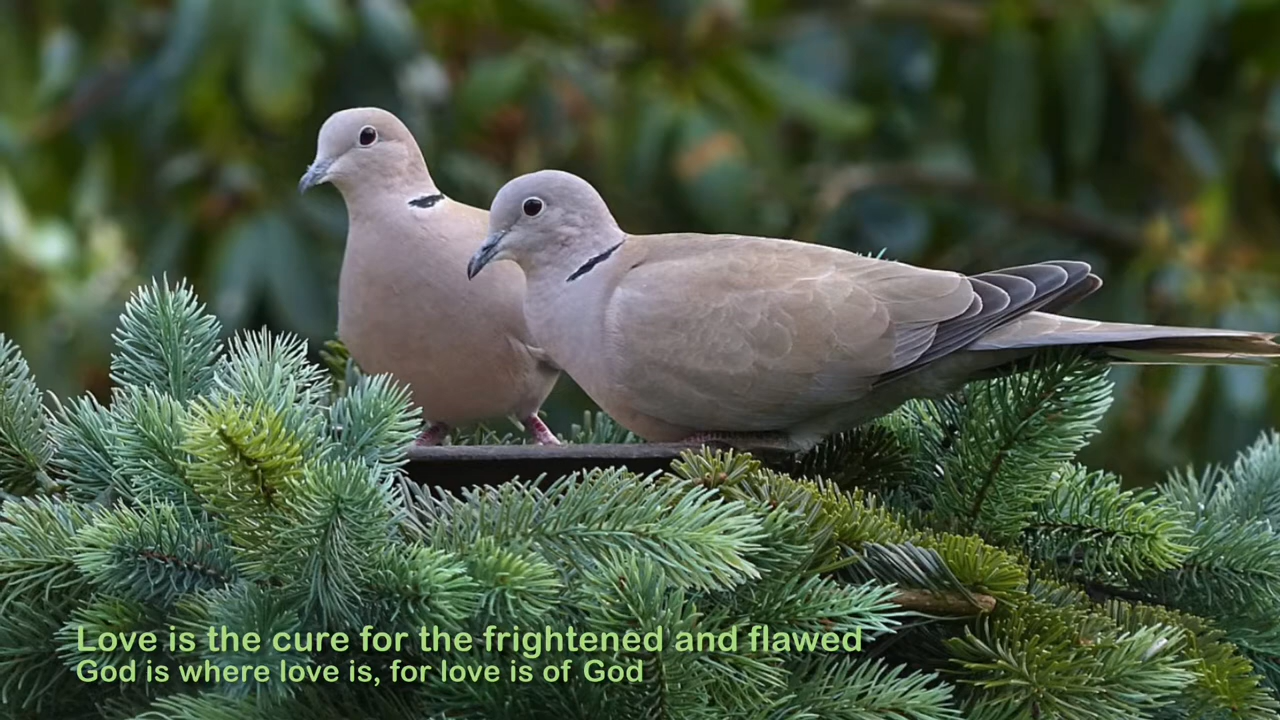 Love is the cure for the frightened and flawed
God is where love is, for love is of God